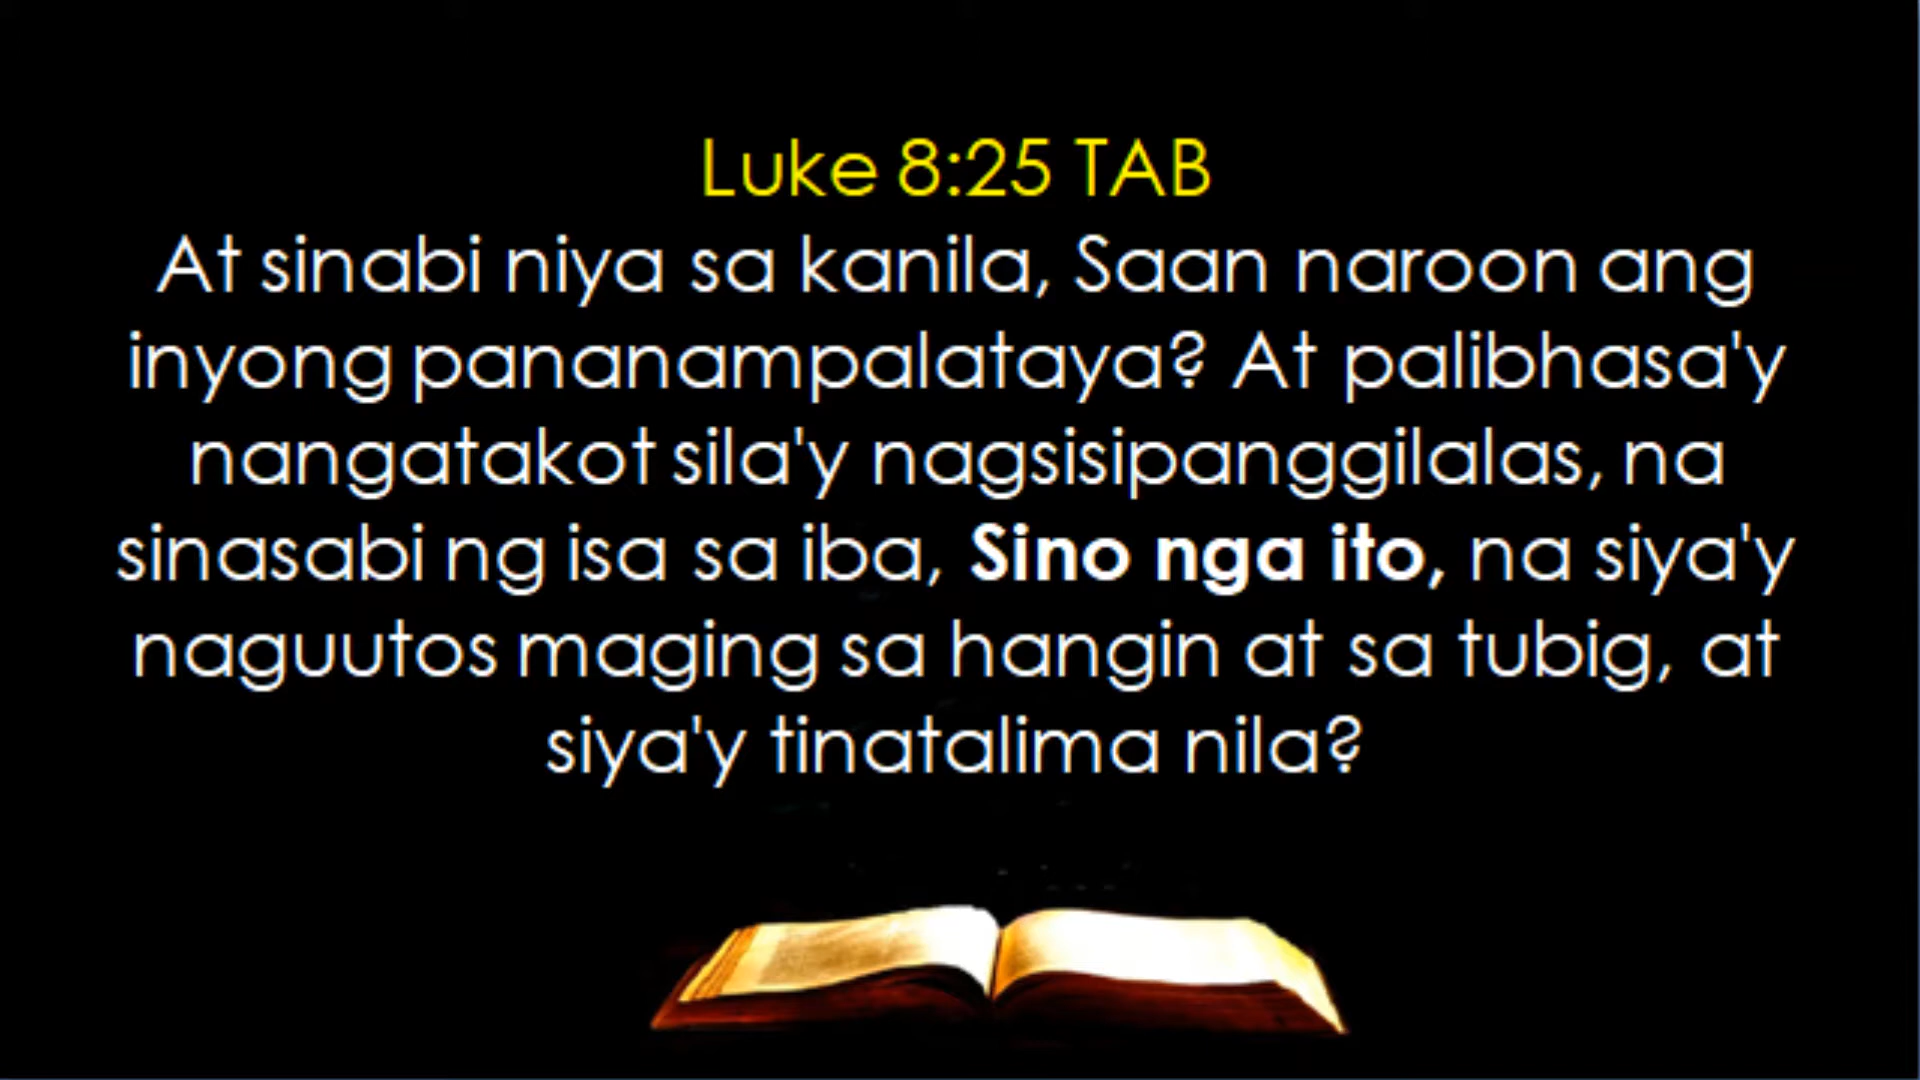 Luke 8:25 TAB
At sinabi niya sa kanila, Saan naroon ang
inyong pananampalataya? At palibhasa'y
nangatakot sila'y nagsisipanggilalas, na
sinasabi ng isa sa iba, Sino nga ito, na siya'y
naguutos maging sa hangin at sa tubig, at
siya'y tinatalima nila?